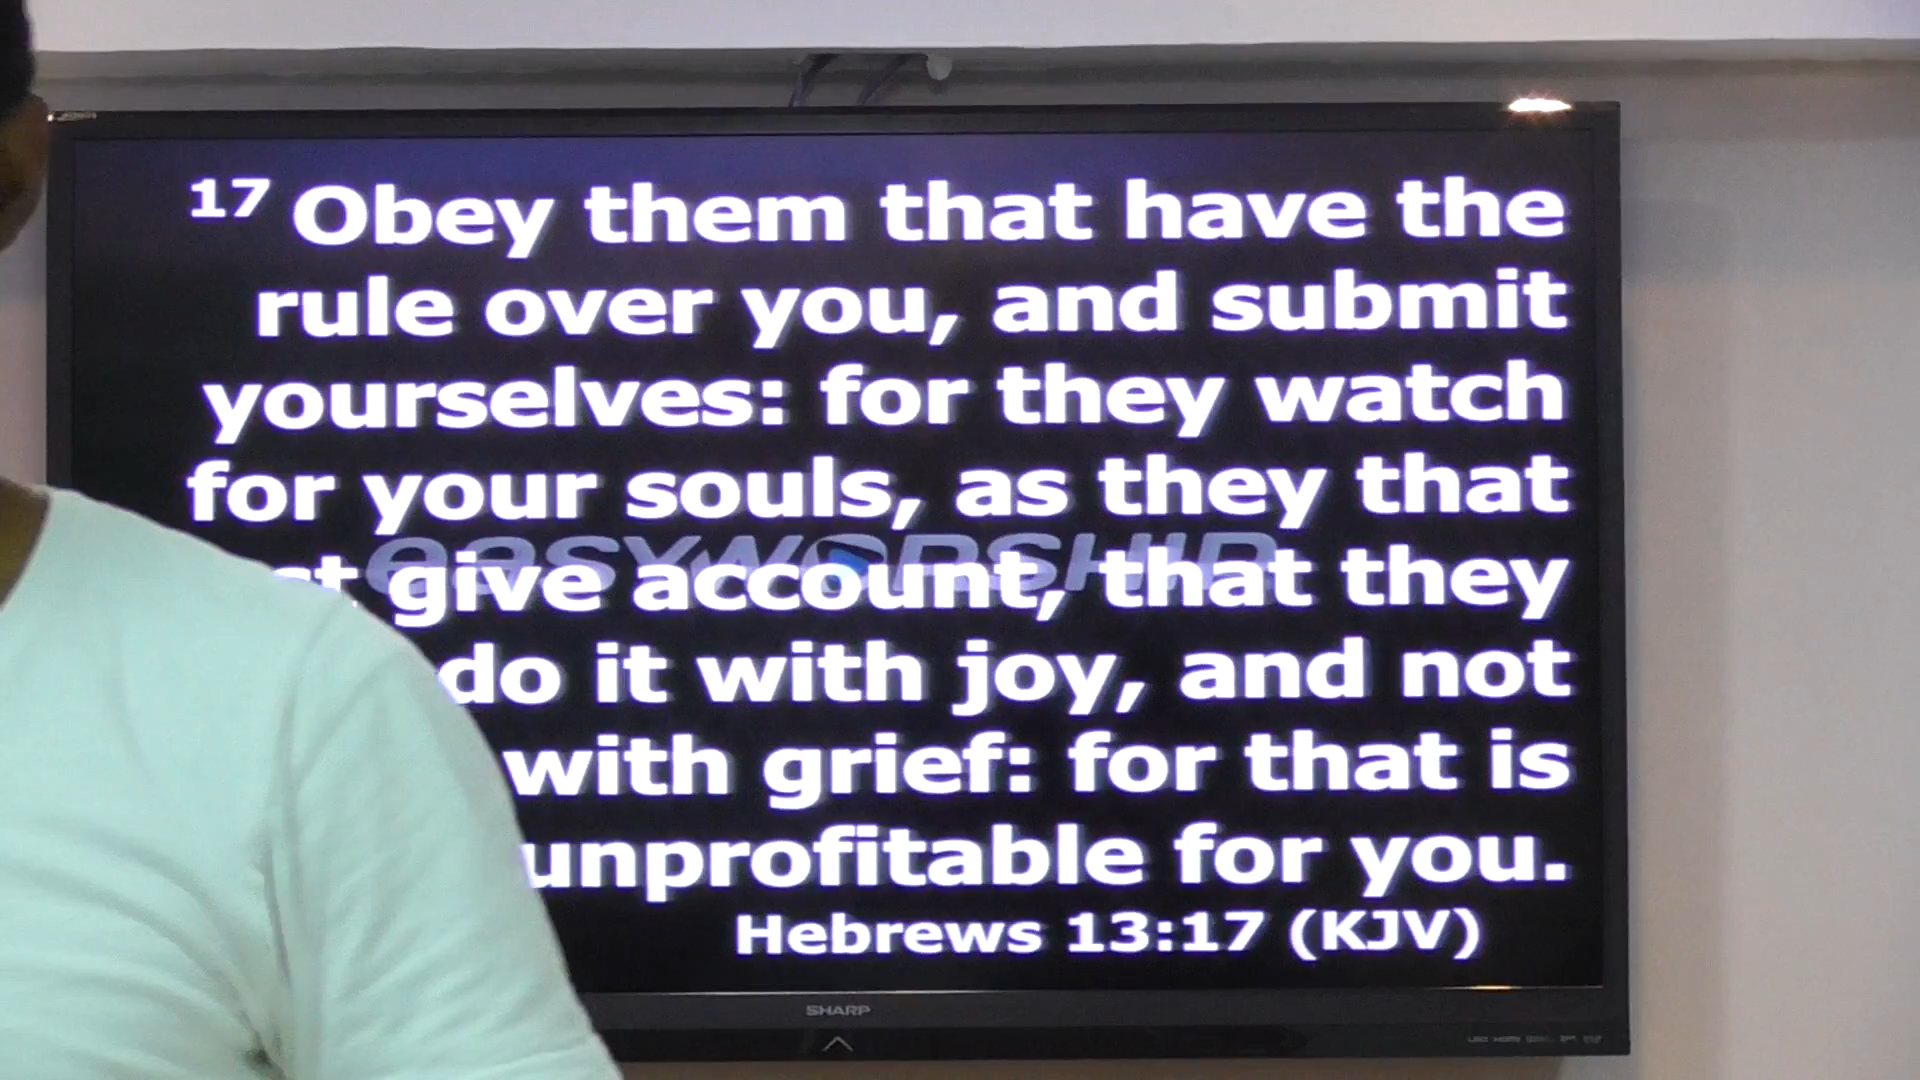 17 Obey them that have the
rule over you, and submit
yourselves: for they watch
for your souls, as they that
give account, that they
do it with joy, and not
with grief: for that is
unprofitable for you.
easyworship
Hebrews 13:17 (KJV)
SHARP